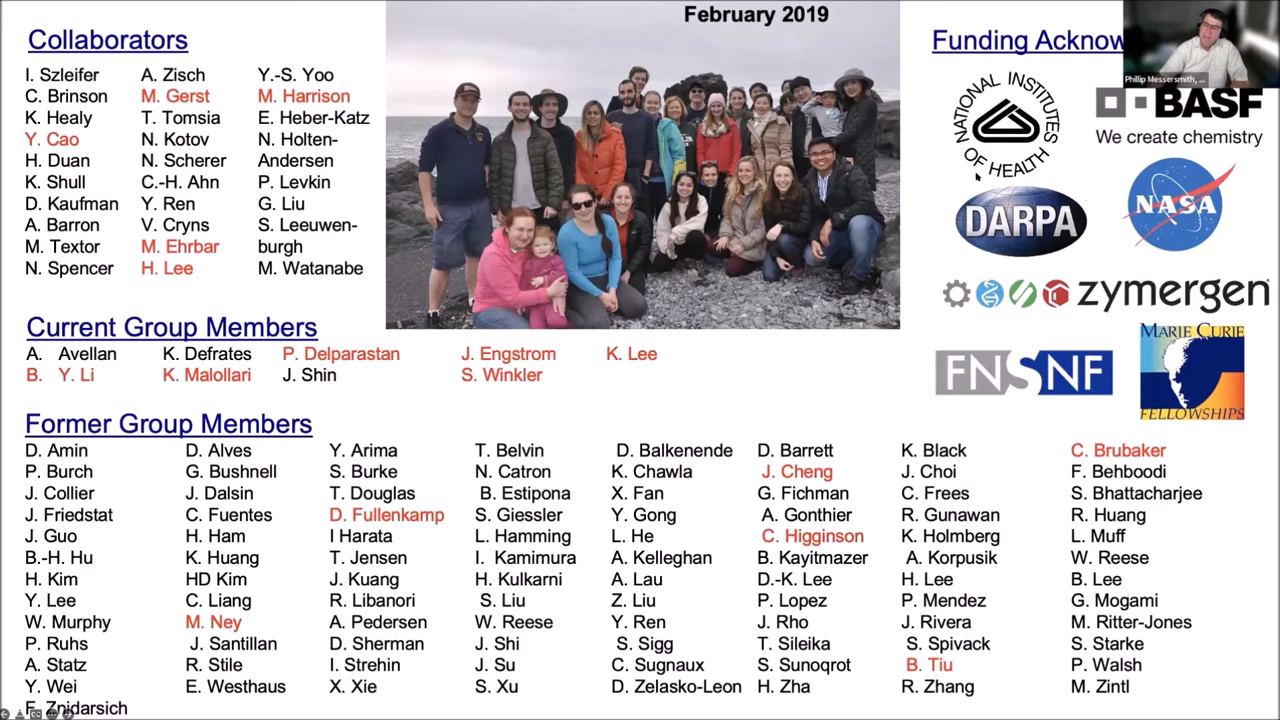 February 2019
Collaborators
I. Szleifer A. Zisch Y.-S. Yoo
C. Brinson M. Gerst M. Harrison
K. Healy T. Tomsia E. Heber-Katz
Y. Cao N. Kotov N. Holten-
H. Duan N. Scherer Andersen
K. Shull C.-H. Ahn P. Levkin
D. Kaufman Y. Ren G. Liu
A. Barron V. Cryns S. Leeuwen-
M. Textor M. Ehrbar burgh
N. Spencer H. Lee M. Watanabe
Funding Acknow
Phillip Messersmith, ...
NATIONAL INSTITUTES
OF HEALTH
BASF
We create chemistry
DARPA
NASA
zymergen
FNSNF
MARIE CURIE
FELLOWSHIPS
Current Group Members
A. Avellan K. Defrates P. Delparastan J. Engstrom K. Lee
B. Y. Li K. Malollari J. Shin S. Winkler
Former Group Members
D. Amin D. Alves Y. Arima T. Belvin D. Balkenende D. Barrett K. Black C. Brubaker
P. Burch G. Bushnell S. Burke N. Catron K. Chawla J. Cheng J. Choi F. Behboodi
J. Collier J. Dalsin T. Douglas B. Estipona X. Fan G. Fichman C. Frees S. Bhattacharjee
J. Friedstat C. Fuentes D. Fullenkamp S. Giessler Y. Gong A. Gonthier R. Gunawan R. Huang
J. Guo H. Ham I Harata L. Hamming L. He C. Higginson K. Holmberg L. Muff
B.-H. Hu K. Huang T. Jensen I. Kamimura A. Kelleghan B. Kayitmazer A. Korpusik W. Reese
H. Kim HD Kim J. Kuang H. Kulkarni A. Lau D.-K. Lee H. Lee B. Lee
Y. Lee C. Liang R. Libanori S. Liu Z. Liu P. Lopez P. Mendez G. Mogami
W. Murphy M. Ney A. Pedersen W. Reese Y. Ren J. Rho J. Rivera M. Ritter-Jones
P. Ruhs J. Santillan D. Sherman J. Shi S. Sigg T. Sileika S. Spivack S. Starke
A. Statz R. Stile I. Strehin J. Su C. Sugnaux S. Sunoqrot B. Tiu P. Walsh
Y. Wei E. Westhaus X. Xie S. Xu D. Zelasko-Leon H. Zha R. Zhang M. Zintl
F. Znidarsich